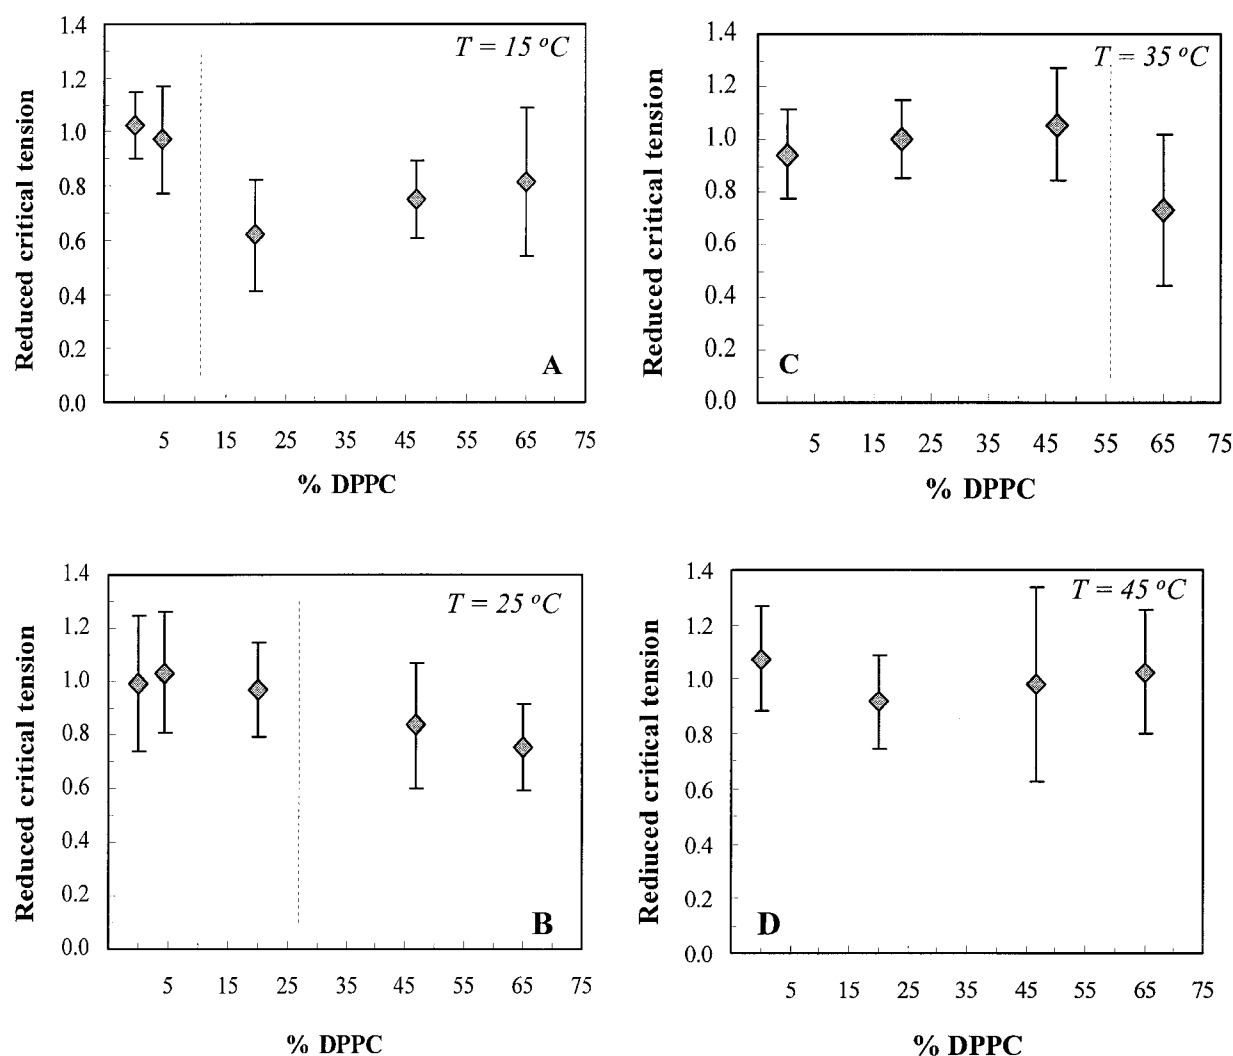 Reduced critical tension
1.4
1.2
1.0
0.8
0.6
0.4
0.2
0.0
T = 15 ºC
A
5 15 25 35 45 55 65 75
% DPPC
Reduced critical tension
1.4
1.2
1.0
0.8
0.6
0.4
0.2
0.0
T = 35 ºC
C
5 15 25 35 45 55 65 75
% DPPC
Reduced critical tension
1.4
1.2
1.0
0.8
0.6
0.4
0.2
0.0
T = 25 ºC
B
5 15 25 35 45 55 65 75
% DPPC
Rediuced critical tension
1.4
1.2
1.0
0.8
0.6
0.4
0.2
0.0
T = 45 ºC
D
5 15 25 35 45 55 65 75
% DPPC